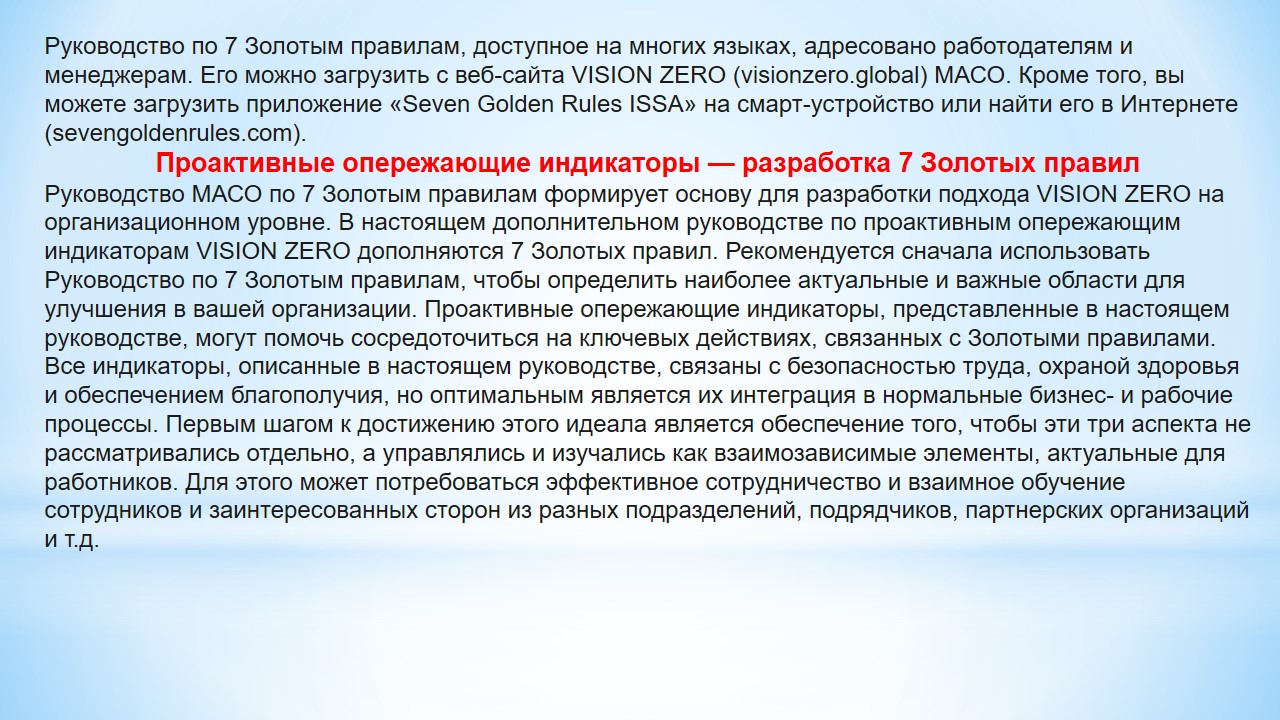 Руководство по 7 Золотым правилам, доступное на многих языках, адресовано работодателям и
менеджерам. Его можно загрузить с веб-сайта VISION ZERO (visionzero.global) МАСО. Кроме того, вы
можете загрузить приложение «Seven Golden Rules ISSA» на смарт-устройство или найти его в Интернете
(sevengoldenrules.com).
Проактивные опережающие индикаторы — разработка 7 Золотых правил
Руководство МАСО по 7 Золотым правилам формирует основу для разработки подхода VISION ZERO на
организационном уровне. В настоящем дополнительном руководстве по проактивным опережающим
индикаторам VISION ZERO дополняются 7 Золотых правил. Рекомендуется сначала использовать
Руководство по 7 Золотым правилам, чтобы определить наиболее актуальные и важные области для
улучшения в вашей организации. Проактивные опережающие индикаторы, представленные в настоящем
руководстве, могут помочь сосредоточиться на ключевых действиях, связанных с Золотыми правилами.
Все индикаторы, описанные в настоящем руководстве, связаны с безопасностью труда, охраной здоровья
и обеспечением благополучия, но оптимальным является их интеграция в нормальные бизнес- и рабочие
процессы. Первым шагом к достижению этого идеала является обеспечение того, чтобы эти три аспекта не
рассматривались отдельно, а управлялись и изучались как взаимозависимые элементы, актуальные для
работников. Для этого может потребоваться эффективное сотрудничество и взаимное обучение
сотрудников и заинтересованных сторон из разных подразделений, подрядчиков, партнерских организаций
и т.д.